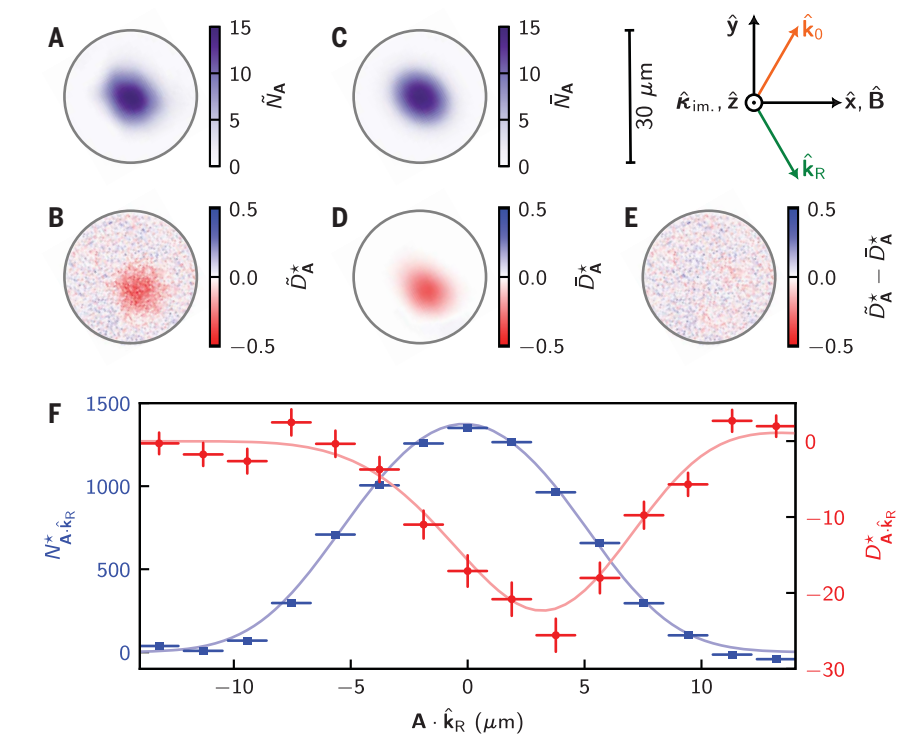 A
15
10
5
0
Ñ_A
C
15
10
5
0
N̄_A
30 μm
ŷ
k̂_0
κ̂_im., ẑ
x̂, B̂
k̂_R
B
0.5
0.0
−0.5
D̃*_A
D
0.5
0.0
−0.5
D̄*_A
E
0.5
0.0
−0.5
D̃*_A − D̄*_A
F
1500
1000
500
0
N*_A·k̂_R
0
−10
−20
−30
D*_A·k̂_R
−10
−5
0
5
10
A · k̂_R (μm)